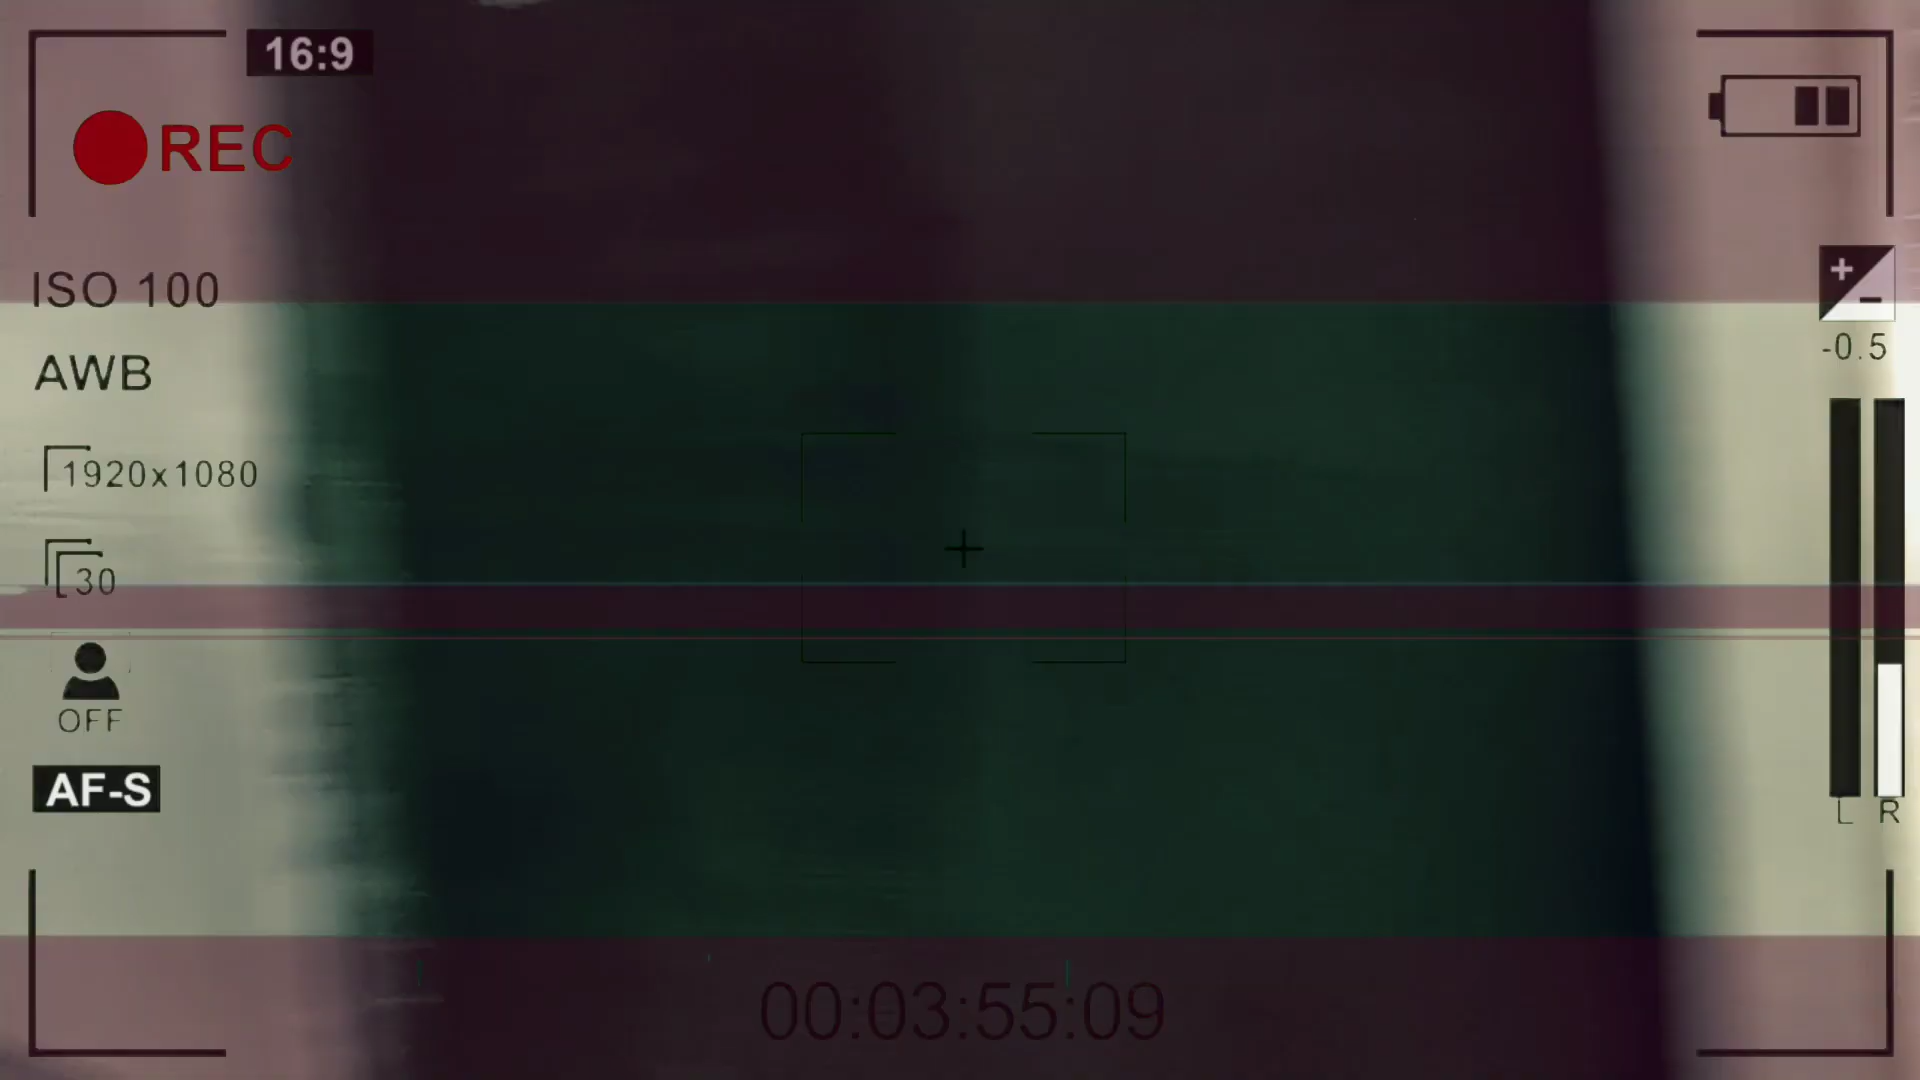 16:9
REC
ISO 100
AWB
-0.5
1920x1080
30
OFF
AF-S
L R
00:03:55:09